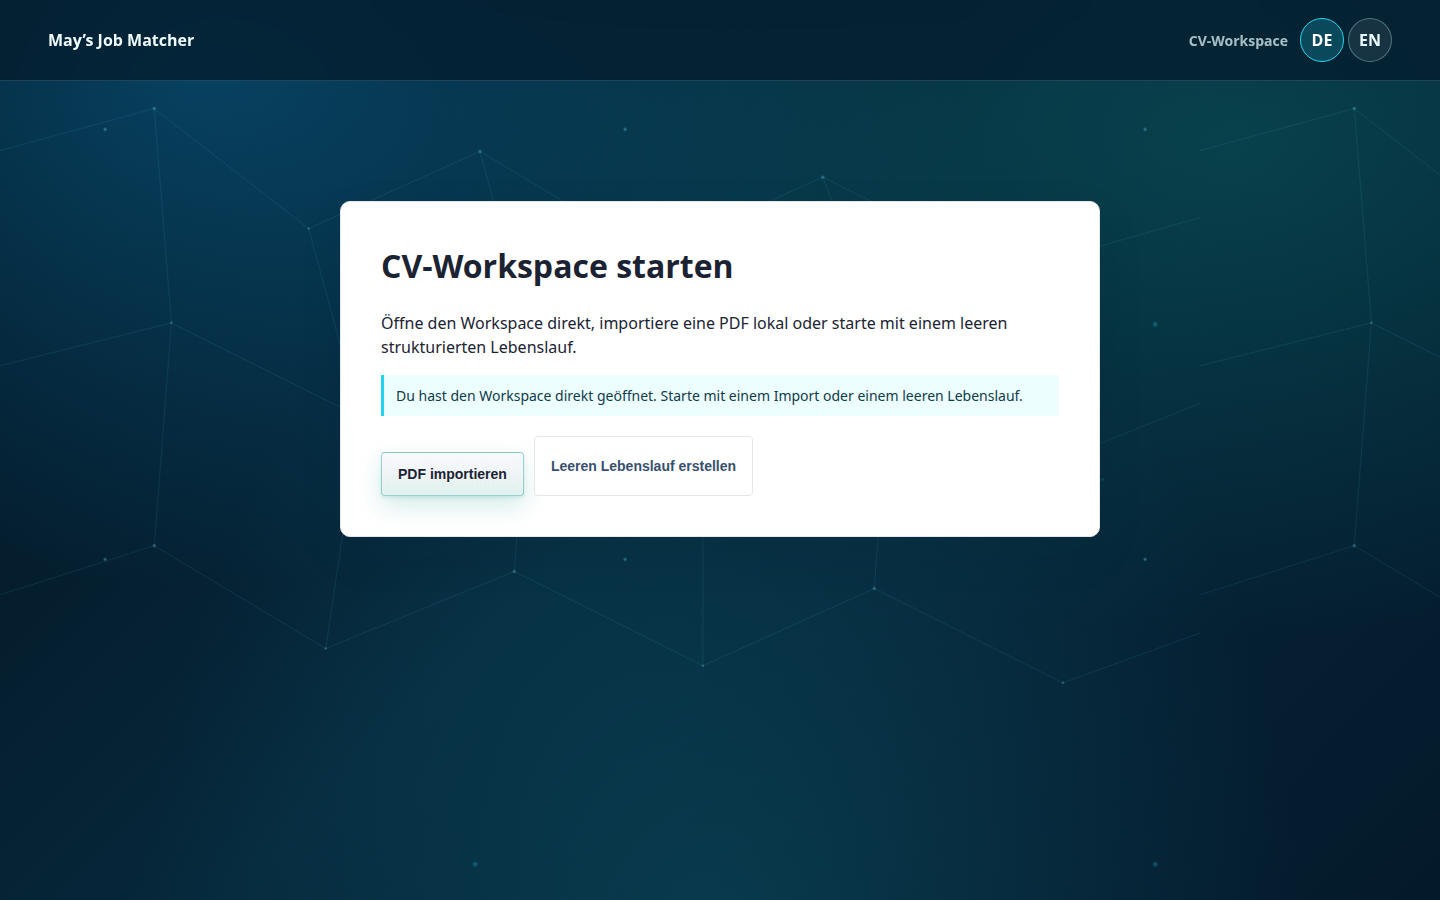 May’s Job Matcher
CV-Workspace
DE
EN
CV-Workspace starten
Öffne den Workspace direkt, importiere eine PDF lokal oder starte mit einem leeren
strukturierten Lebenslauf.
Du hast den Workspace direkt geöffnet. Starte mit einem Import oder einem leeren Lebenslauf.
PDF importieren
Leeren Lebenslauf erstellen